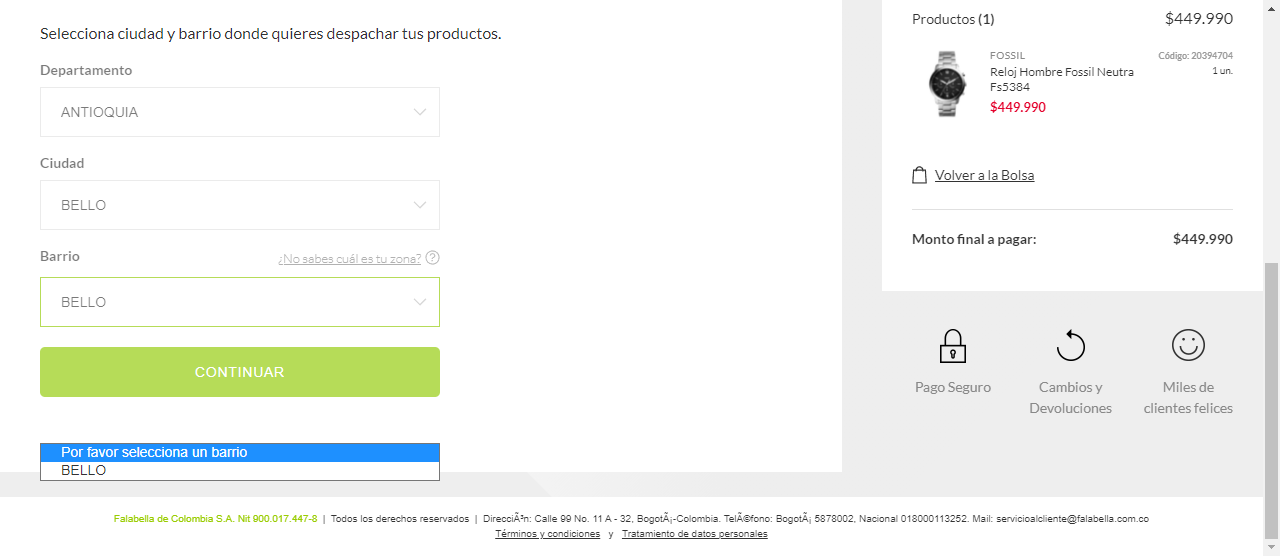 Selecciona ciudad y barrio donde quieres despachar tus productos.
Departamento
ANTIOQUIA
Ciudad
BELLO
Barrio
¿No sabes cuál es tu zona? ?
BELLO
CONTINUAR
Por favor selecciona un barrio
BELLO
Productos (1) $449.990
FOSSIL Código: 20394704
Reloj Hombre Fossil Neutra 1 un.
Fs5384
$449.990
Volver a la Bolsa
Monto final a pagar: $449.990
Pago Seguro
Cambios y
Devoluciones
Miles de
clientes felices
Falabella de Colombia S.A. Nit 900.017.447-8 | Todos los derechos reservados | DirecciÃ³n: Calle 99 No. 11 A - 32, BogotÃ¡-Colombia. TelÃ©fono: BogotÃ¡ 5878002, Nacional 018000113252. Mail: servicioalcliente@falabella.com.co
Términos y condiciones y Tratamiento de datos personales